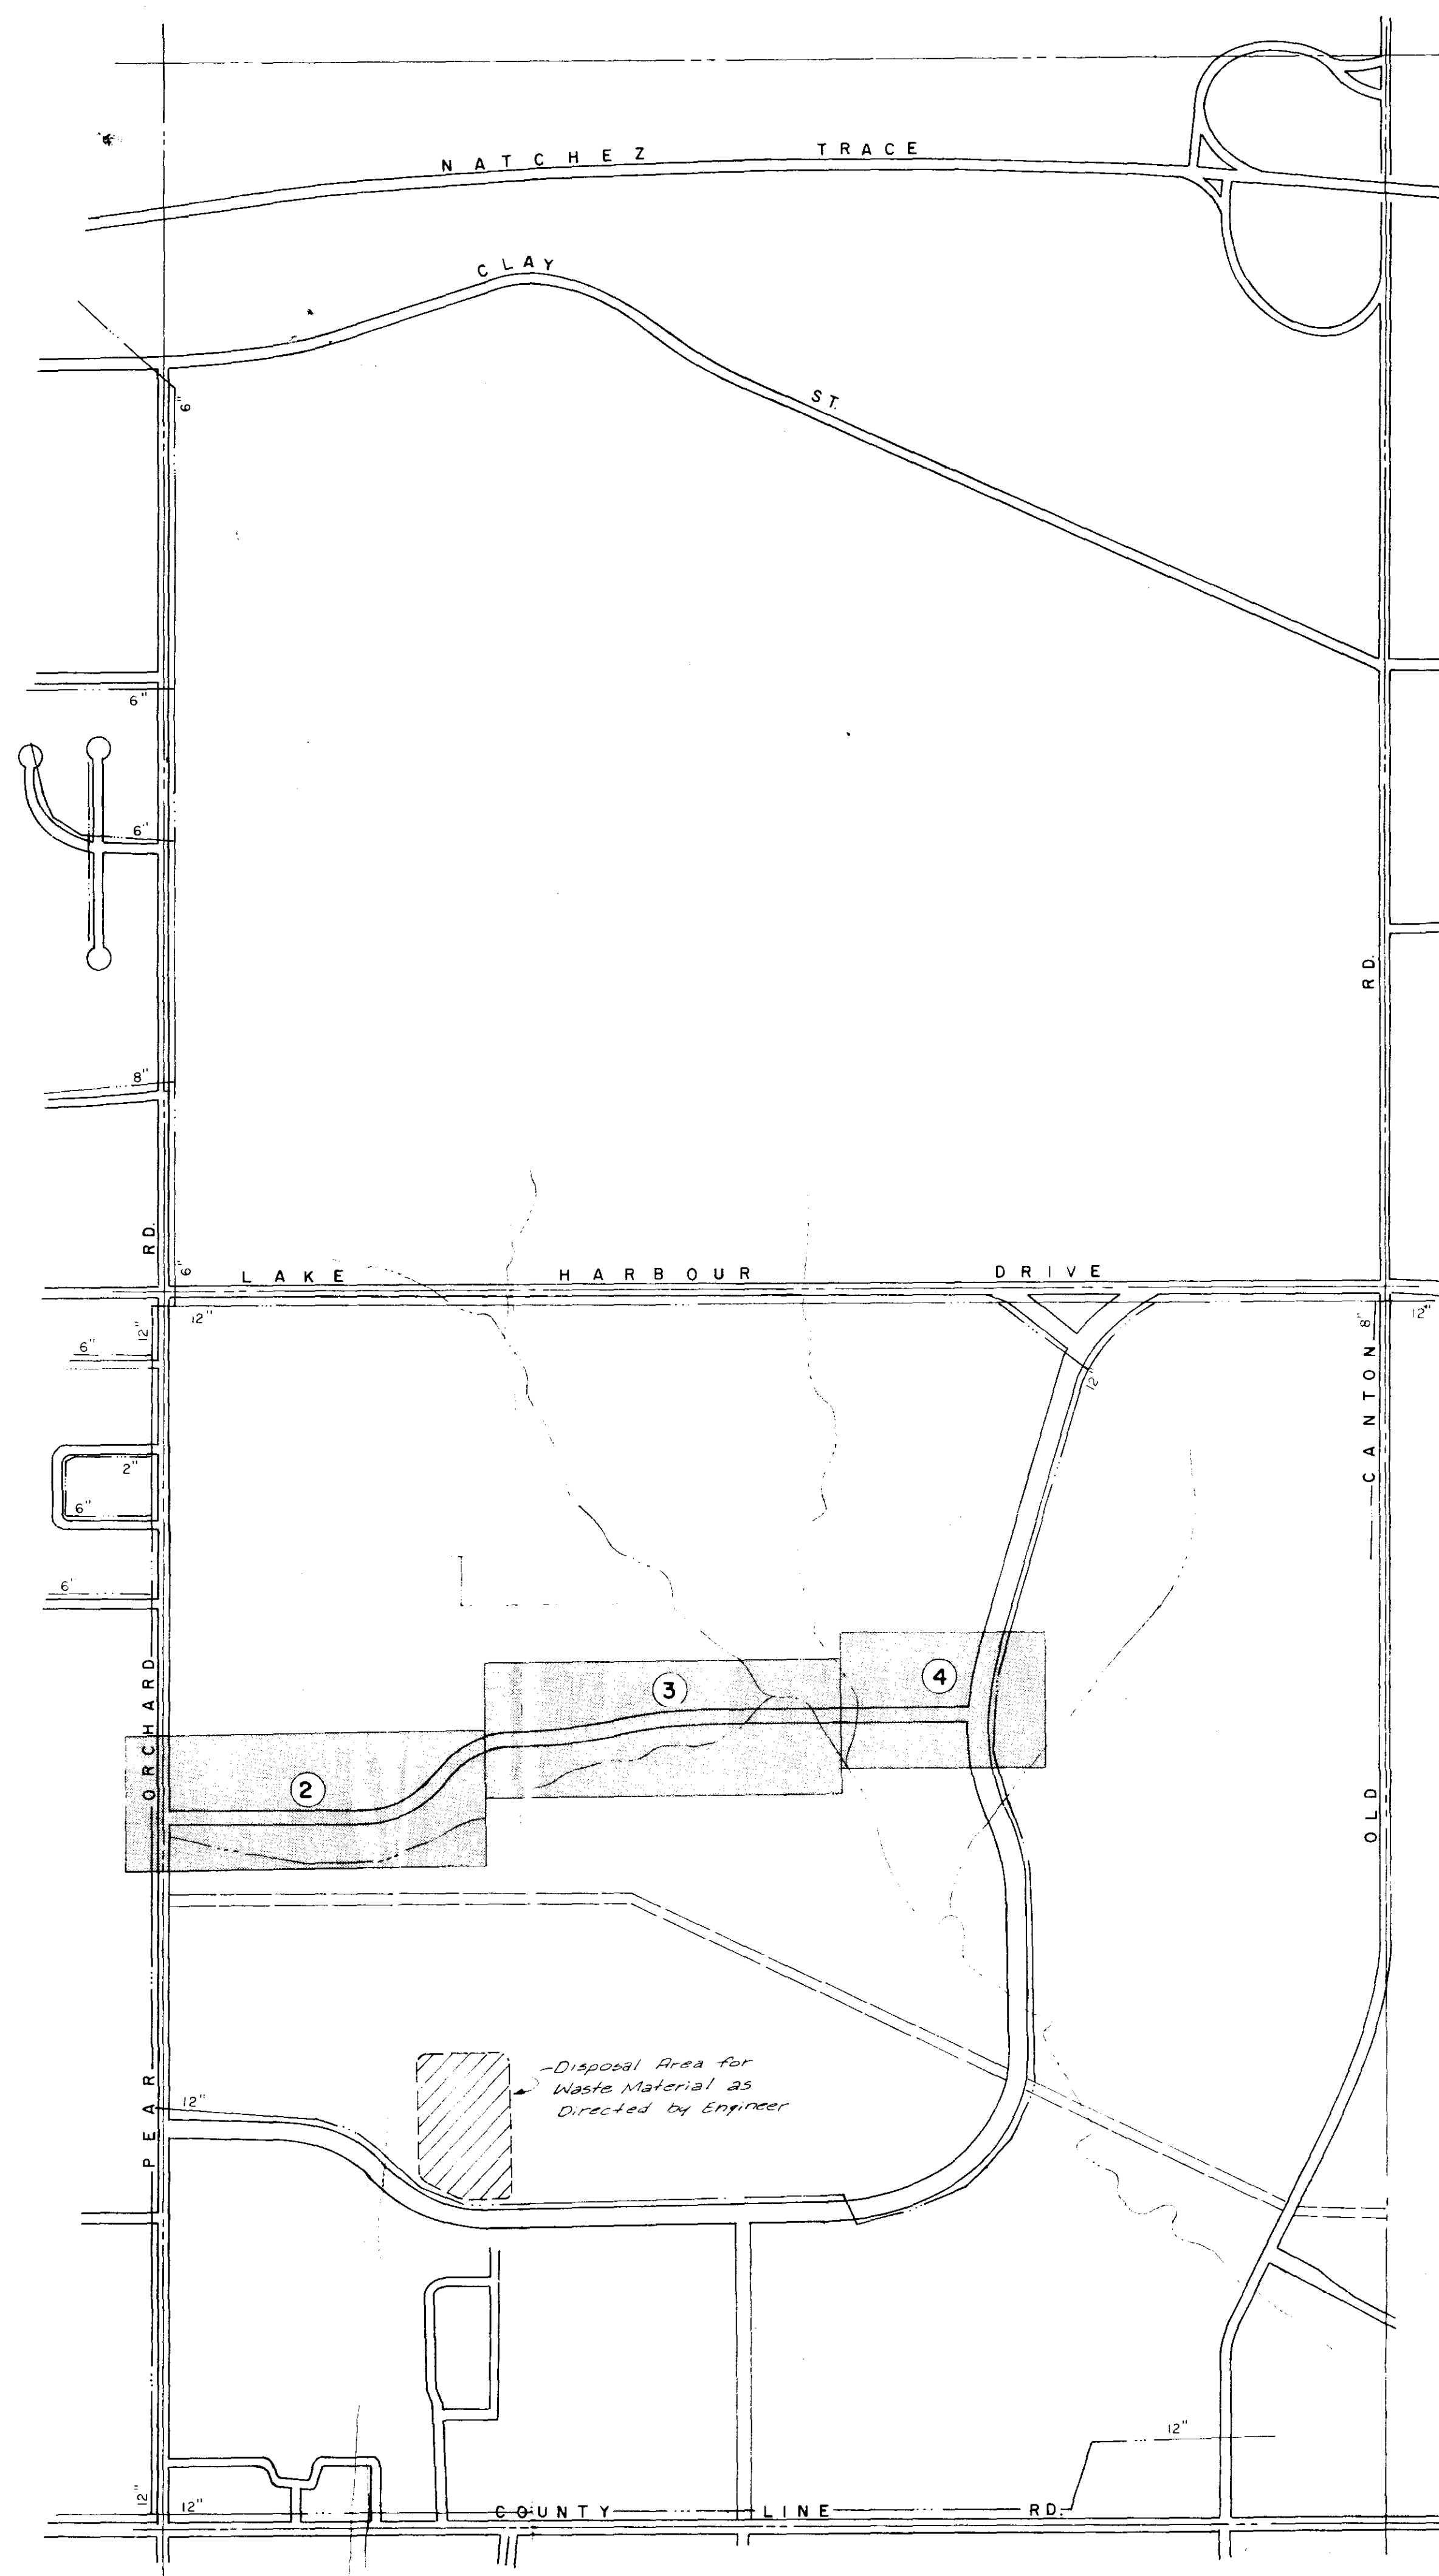 NATCHEZ TRACE
CLAY ST.
6"
6"
6"
RD.
8"
RD.
6"
LAKE HARBOUR DRIVE
12"
12"
8"
12"
6"
12"
CANTON
2"
6"
6"
ORCHARD
4
3
2
OLD
Disposal Area for
Waste Material as
Directed by Engineer
PEAR
12"
12"
12"
12"
COUNTY LINE RD.